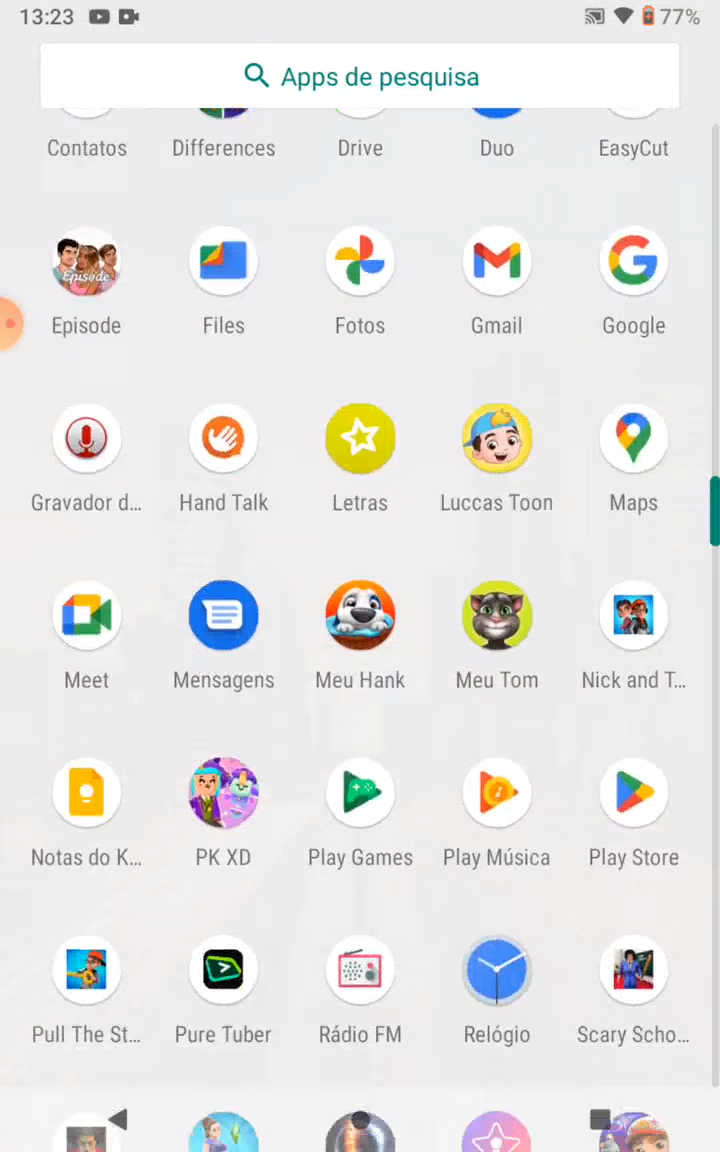 13:23
77%
Apps de pesquisa
Contatos Differences Drive Duo EasyCut
Episode
Episode Files Fotos Gmail Google
Gravador d... Hand Talk Letras Luccas Toon Maps
Meet Mensagens Meu Hank Meu Tom Nick and T...
Notas do K... PK XD Play Games Play Música Play Store
Pull The St... Pure Tuber Rádio FM Relógio Scary Scho...